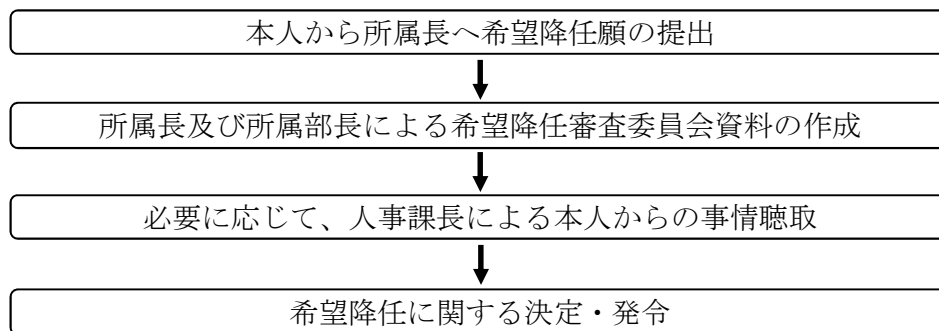 本人から所属長へ希望降任願の提出
所属長及び所属部長による希望降任審査委員会資料の作成
必要に応じて、人事課長による本人からの事情聴取
希望降任に関する決定・発令